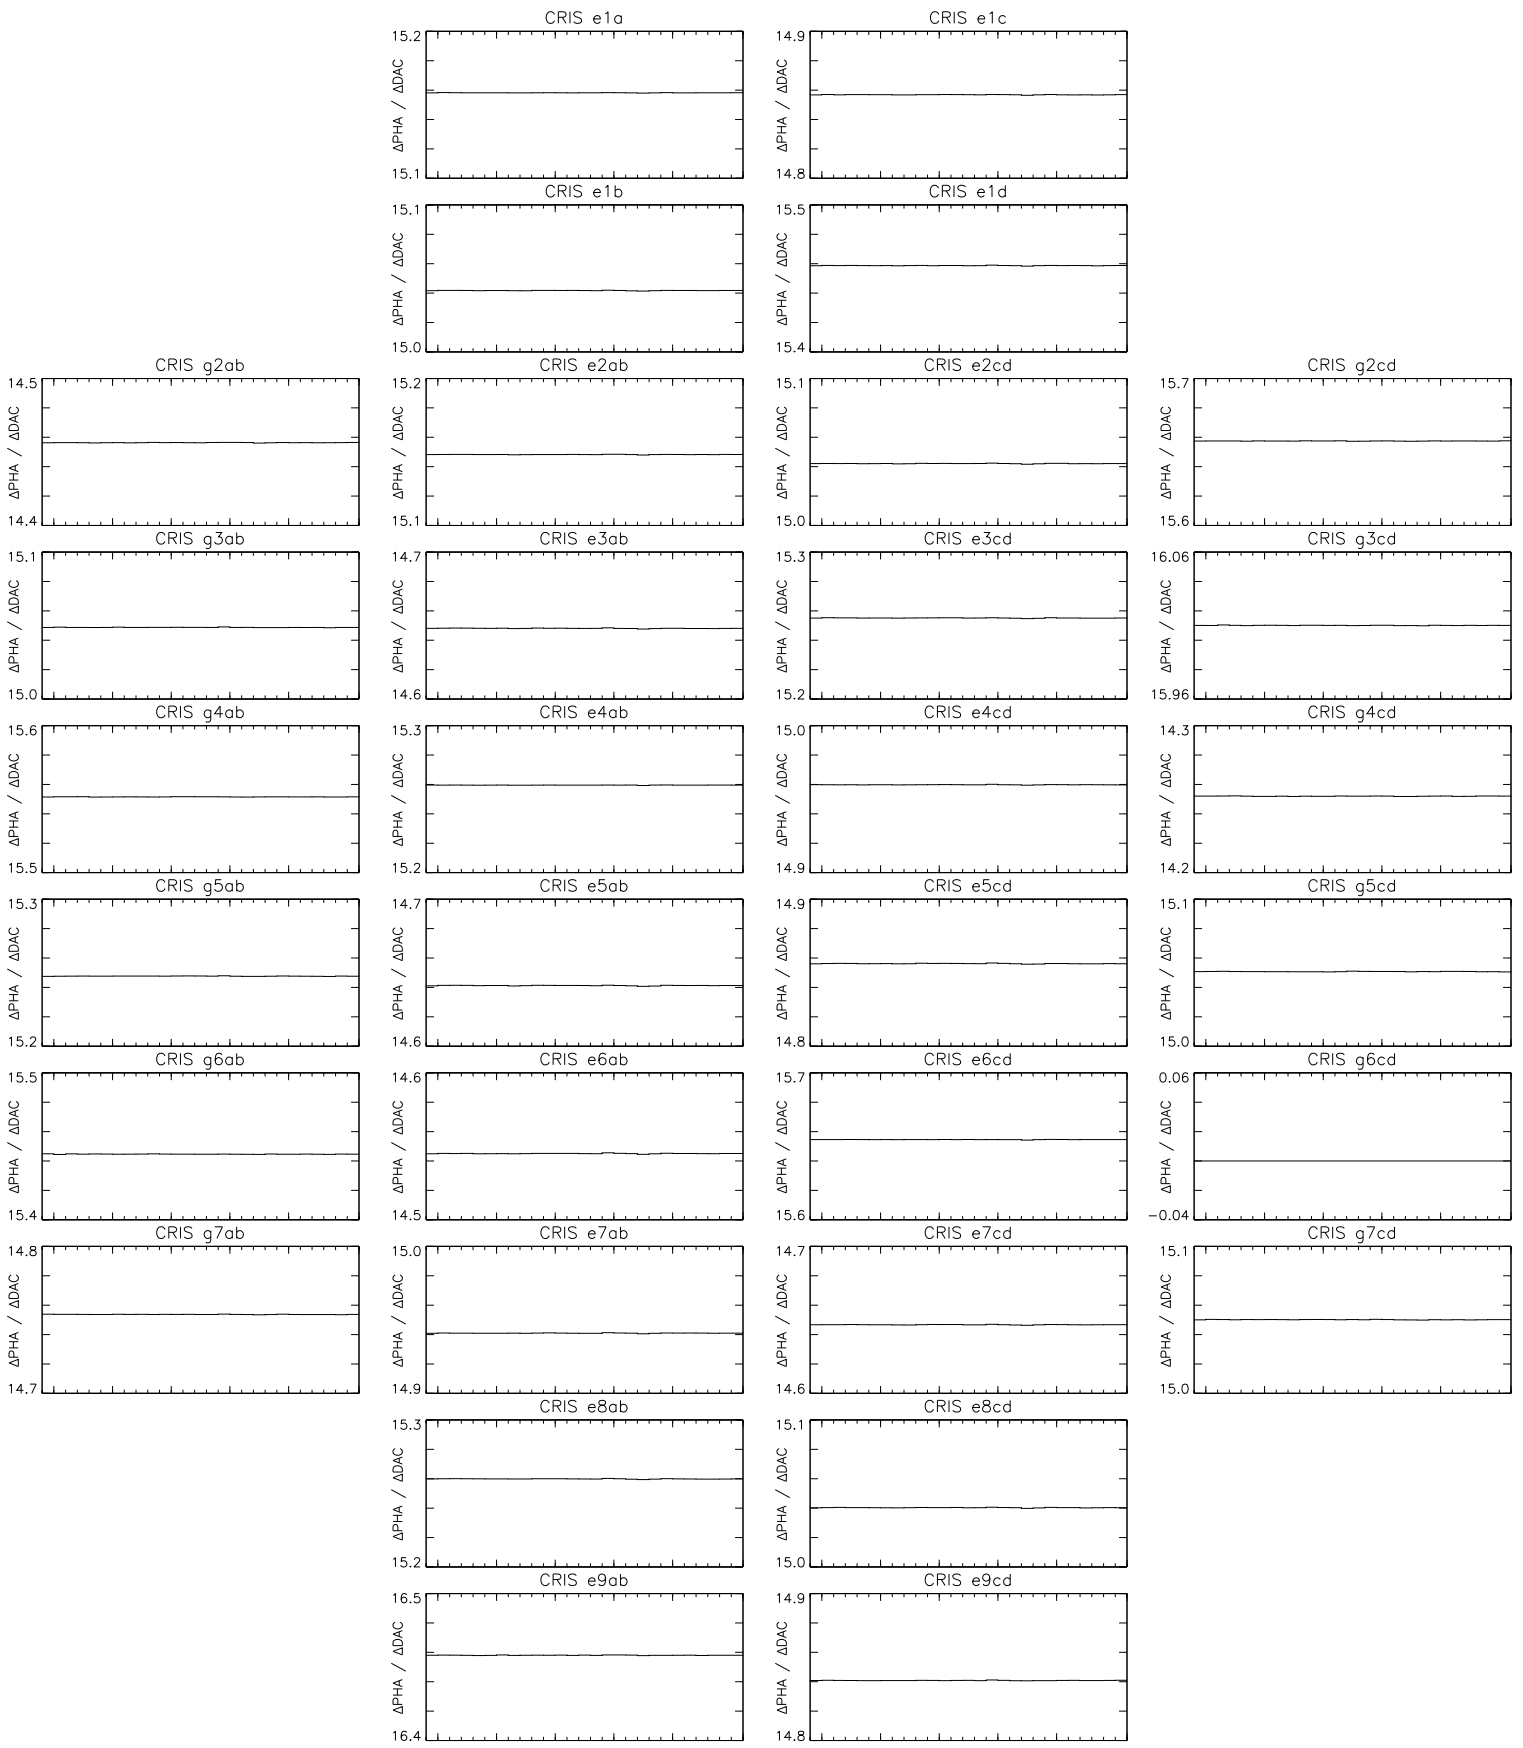 CRIS e1a
15.2
ΔPHA / ΔDAC
15.1
CRIS e1c
14.9
ΔPHA / ΔDAC
14.8
CRIS e1b
15.1
ΔPHA / ΔDAC
15.0
CRIS e1d
15.5
ΔPHA / ΔDAC
15.4
CRIS g2ab
14.5
ΔPHA / ΔDAC
14.4
CRIS e2ab
15.2
ΔPHA / ΔDAC
15.1
CRIS e2cd
15.1
ΔPHA / ΔDAC
15.0
CRIS g2cd
15.7
ΔPHA / ΔDAC
15.6
CRIS g3ab
15.1
ΔPHA / ΔDAC
15.0
CRIS e3ab
14.7
ΔPHA / ΔDAC
14.6
CRIS e3cd
15.3
ΔPHA / ΔDAC
15.2
CRIS g3cd
16.06
ΔPHA / ΔDAC
15.96
CRIS g4ab
15.6
ΔPHA / ΔDAC
15.5
CRIS e4ab
15.3
ΔPHA / ΔDAC
15.2
CRIS e4cd
15.0
ΔPHA / ΔDAC
14.9
CRIS g4cd
14.3
ΔPHA / ΔDAC
14.2
CRIS g5ab
15.3
ΔPHA / ΔDAC
15.2
CRIS e5ab
14.7
ΔPHA / ΔDAC
14.6
CRIS e5cd
14.9
ΔPHA / ΔDAC
14.8
CRIS g5cd
15.1
ΔPHA / ΔDAC
15.0
CRIS g6ab
15.5
ΔPHA / ΔDAC
15.4
CRIS e6ab
14.6
ΔPHA / ΔDAC
14.5
CRIS e6cd
15.7
ΔPHA / ΔDAC
15.6
CRIS g6cd
0.06
ΔPHA / ΔDAC
−0.04
CRIS g7ab
14.8
ΔPHA / ΔDAC
14.7
CRIS e7ab
15.0
ΔPHA / ΔDAC
14.9
CRIS e7cd
14.7
ΔPHA / ΔDAC
14.6
CRIS g7cd
15.1
ΔPHA / ΔDAC
15.0
CRIS e8ab
15.3
ΔPHA / ΔDAC
15.2
CRIS e8cd
15.1
ΔPHA / ΔDAC
15.0
CRIS e9ab
16.5
ΔPHA / ΔDAC
16.4
CRIS e9cd
14.9
ΔPHA / ΔDAC
14.8